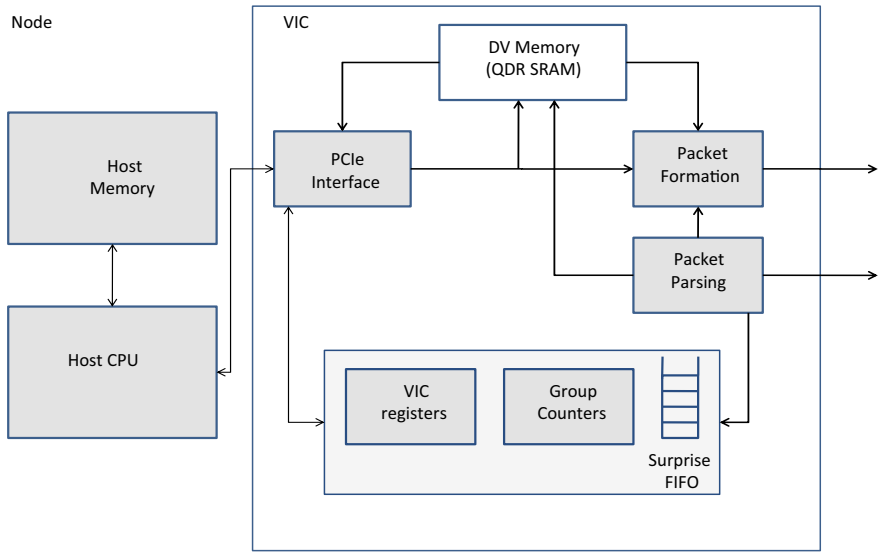 Node
VIC
DV Memory
(QDR SRAM)
Host
Memory
PCIe
Interface
Packet
Formation
Packet
Parsing
Host CPU
VIC
registers
Group
Counters
Surprise
FIFO